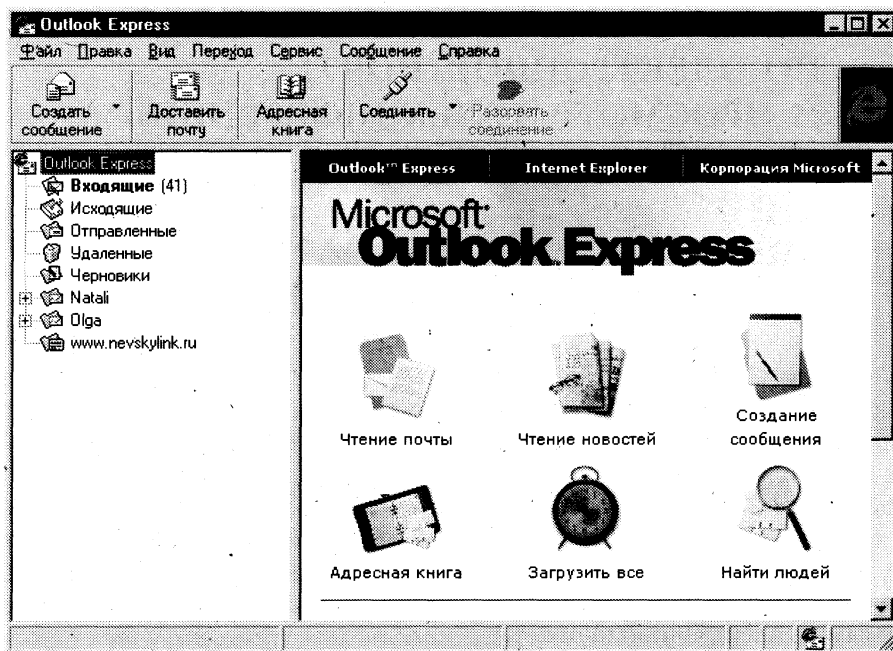 Outlook Express
Файл Правка Вид Переход Сервис Сообщение Справка
Создать сообщение
Доставить почту
Адресная книга
Соединить
Разорвать соединение
Outlook Express
Входящие (41)
Исходящие
Отправленные
Удаленные
Черновики
Natali
Olga
www.nevskylink.ru
Outlook™ Express Internet Explorer Корпорация Microsoft
Microsoft
Outlook Express
Чтение почты
Чтение новостей
Создание
сообщения
Адресная книга
Загрузить все
Найти людей